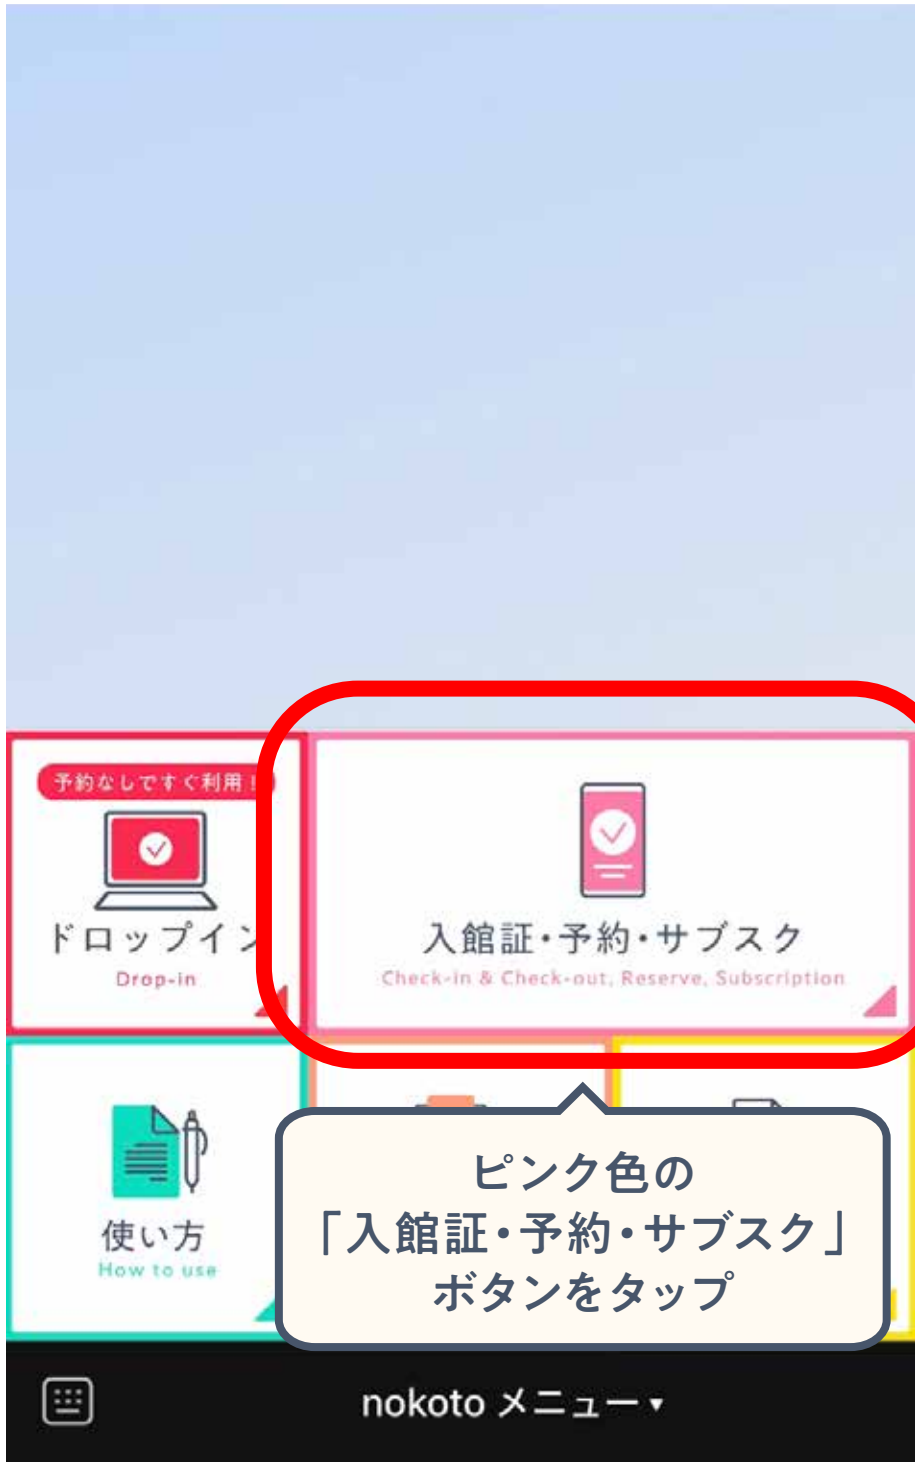 予約なしですぐ利用！
ドロップイン
Drop-in
入館証・予約・サブスク
Check-in & Check-out, Reserve, Subscription
使い方
How to use
ピンク色の
「入館証・予約・サブスク」
ボタンをタップ
nokoto メニュー▼